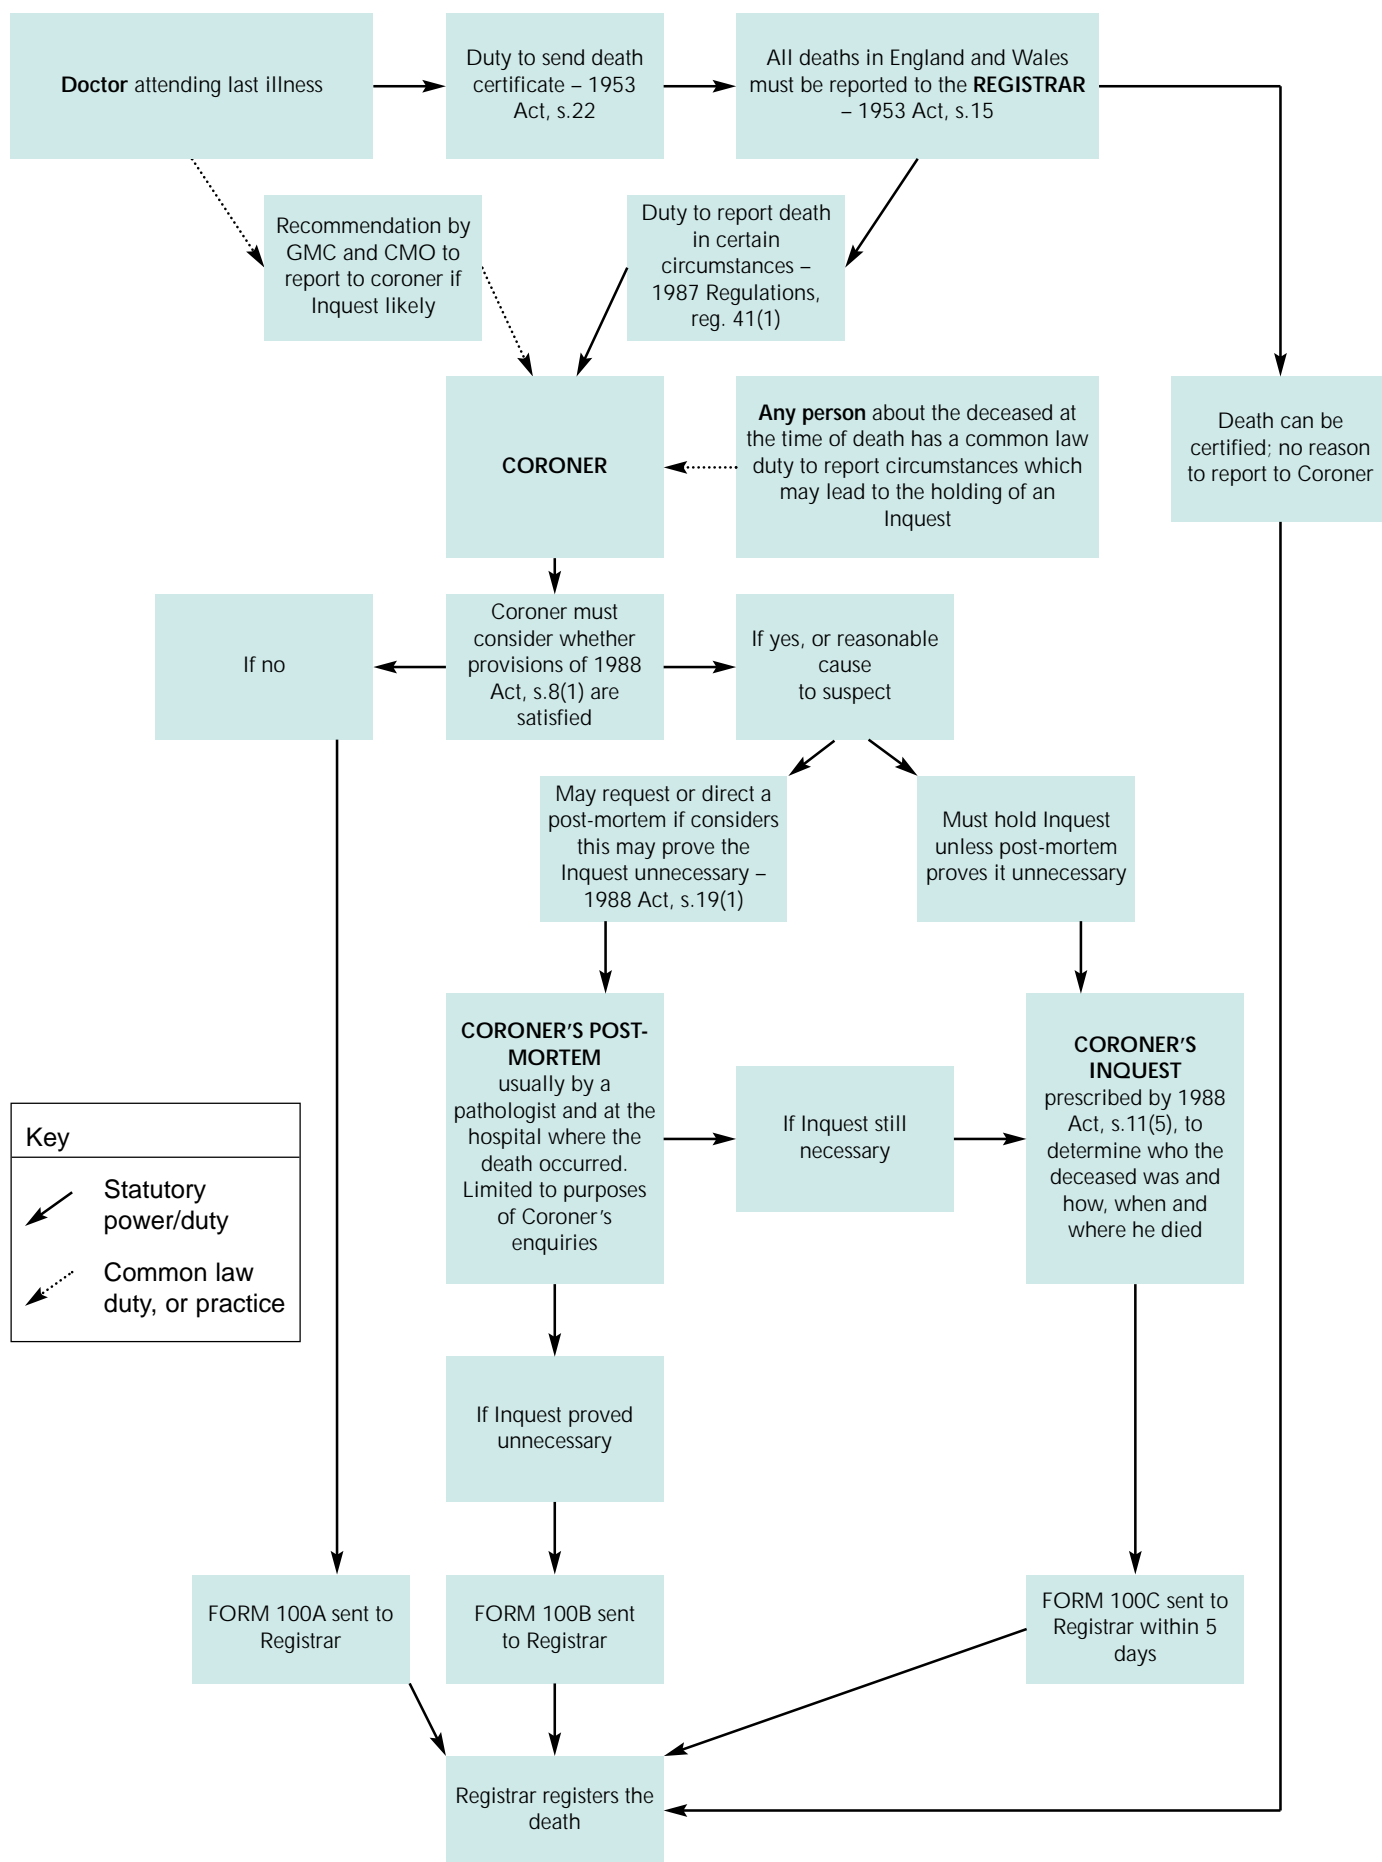 Doctor attending last illness
Duty to send death
certificate – 1953
Act, s.22
All deaths in England and Wales
must be reported to the REGISTRAR
– 1953 Act, s.15
Recommendation by
GMC and CMO to
report to coroner if
Inquest likely
Duty to report death
in certain
circumstances –
1987 Regulations,
reg. 41(1)
CORONER
Any person about the deceased at
the time of death has a common law
duty to report circumstances which
may lead to the holding of an
Inquest
Death can be
certified; no reason
to report to Coroner
If no
Coroner must
consider whether
provisions of 1988
Act, s.8(1) are
satisfied
If yes, or reasonable
cause
to suspect
May request or direct a
post-mortem if considers
this may prove the
Inquest unnecessary –
1988 Act, s.19(1)
Must hold Inquest
unless post-mortem
proves it unnecessary
CORONER'S POST-
MORTEM
usually by a
pathologist and at the
hospital where the
death occurred.
Limited to purposes
of Coroner's
enquiries
If Inquest still
necessary
CORONER'S
INQUEST
prescribed by 1988
Act, s.11(5), to
determine who the
deceased was and
how, when and
where he died
Key
Statutory
power/duty
Common law
duty, or practice
If Inquest proved
unnecessary
FORM 100A sent to
Registrar
FORM 100B sent
to Registrar
FORM 100C sent to
Registrar within 5
days
Registrar registers the
death